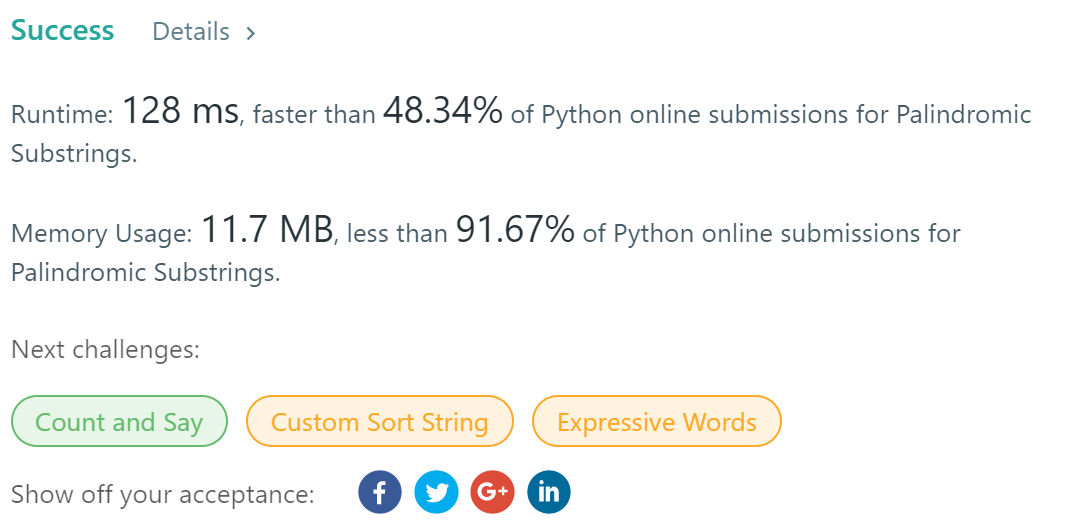 Success Details >
Runtime: 128 ms, faster than 48.34% of Python online submissions for Palindromic
Substrings.
Memory Usage: 11.7 MB, less than 91.67% of Python online submissions for
Palindromic Substrings.
Next challenges:
Count and Say Custom Sort String Expressive Words
Show off your acceptance: f G+ in